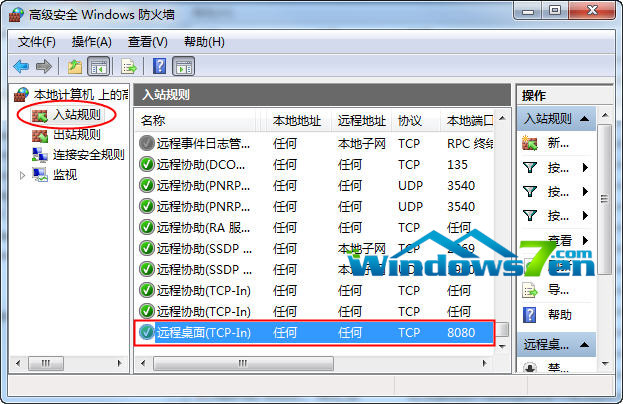 高级安全 Windows 防火墙
文件(F) 操作(A) 查看(V) 帮助(H)
本地计算机 上的高
入站规则
出站规则
连接安全规则
监视
入站规则
名称 本地地址 远程地址 协议 本地端口
远程事件日志管... 任何 本地子网 TCP RPC 终结
远程协助(DCO... 任何 任何 TCP 135
远程协助(PNRP... 任何 任何 UDP 3540
远程协助(PNRP... 任何 任何 UDP 3540
远程协助(RA 服... 任何 任何 TCP 任何
远程协助(SSDP ... 任何 本地子网 TCP 2869
远程协助(SSDP ... 任何 本地子网 UDP
远程协助(TCP-In) 任何 任何 TCP 任何
远程协助(TCP-In) 任何 任何 TCP 任何
远程桌面(TCP-In) 任何 任何 TCP 8080
操作
入站规则
新...
按...
按...
按...
查看
刷新
导...
帮助
远程桌...
禁...
Windows7en.com